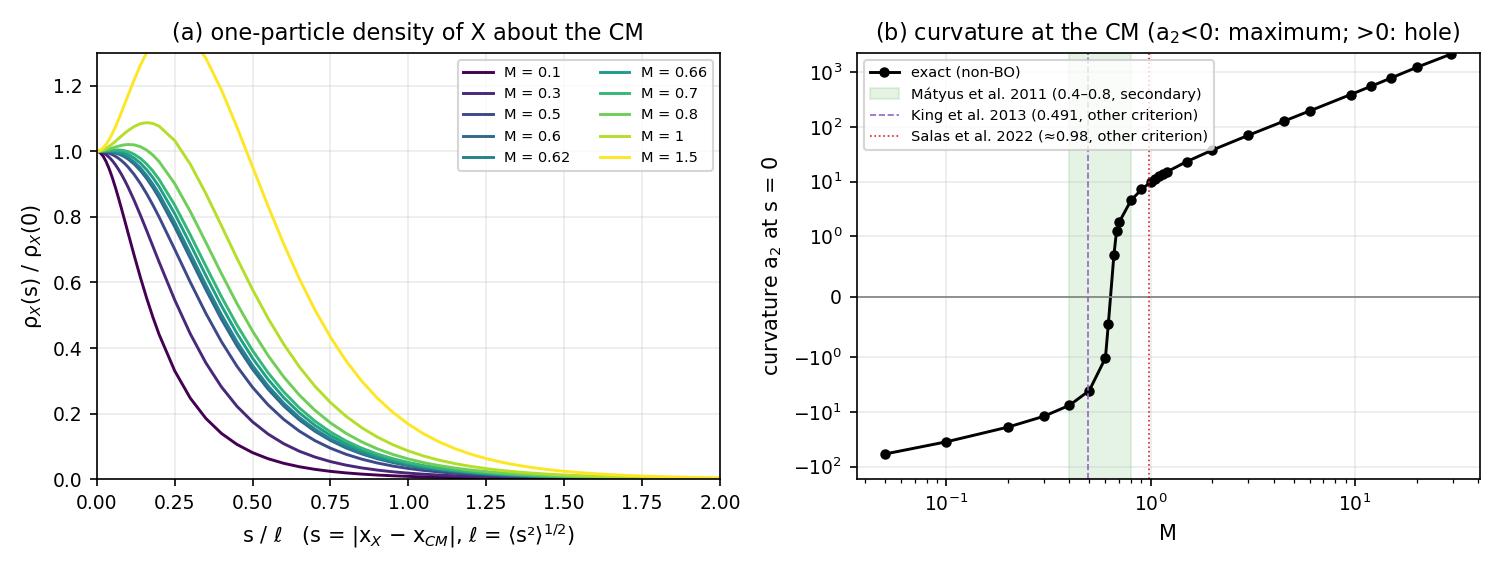 (a) one-particle density of X about the CM
ρX(s) / ρX(0)
1.2
1.0
0.8
0.6
0.4
0.2
0.0
M = 0.1
M = 0.3
M = 0.5
M = 0.6
M = 0.62
M = 0.66
M = 0.7
M = 0.8
M = 1
M = 1.5
0.00 0.25 0.50 0.75 1.00 1.25 1.50 1.75 2.00
s / ℓ (s = |x_X − x_CM|, ℓ = ⟨s²⟩^1/2)
(b) curvature at the CM (a₂<0: maximum; >0: hole)
curvature a₂ at s = 0
10³
10²
10¹
10⁰
0
−10⁰
−10¹
−10²
exact (non-BO)
Mátyus et al. 2011 (0.4–0.8, secondary)
King et al. 2013 (0.491, other criterion)
Salas et al. 2022 (≈0.98, other criterion)
10⁻¹ 10⁰ 10¹
M